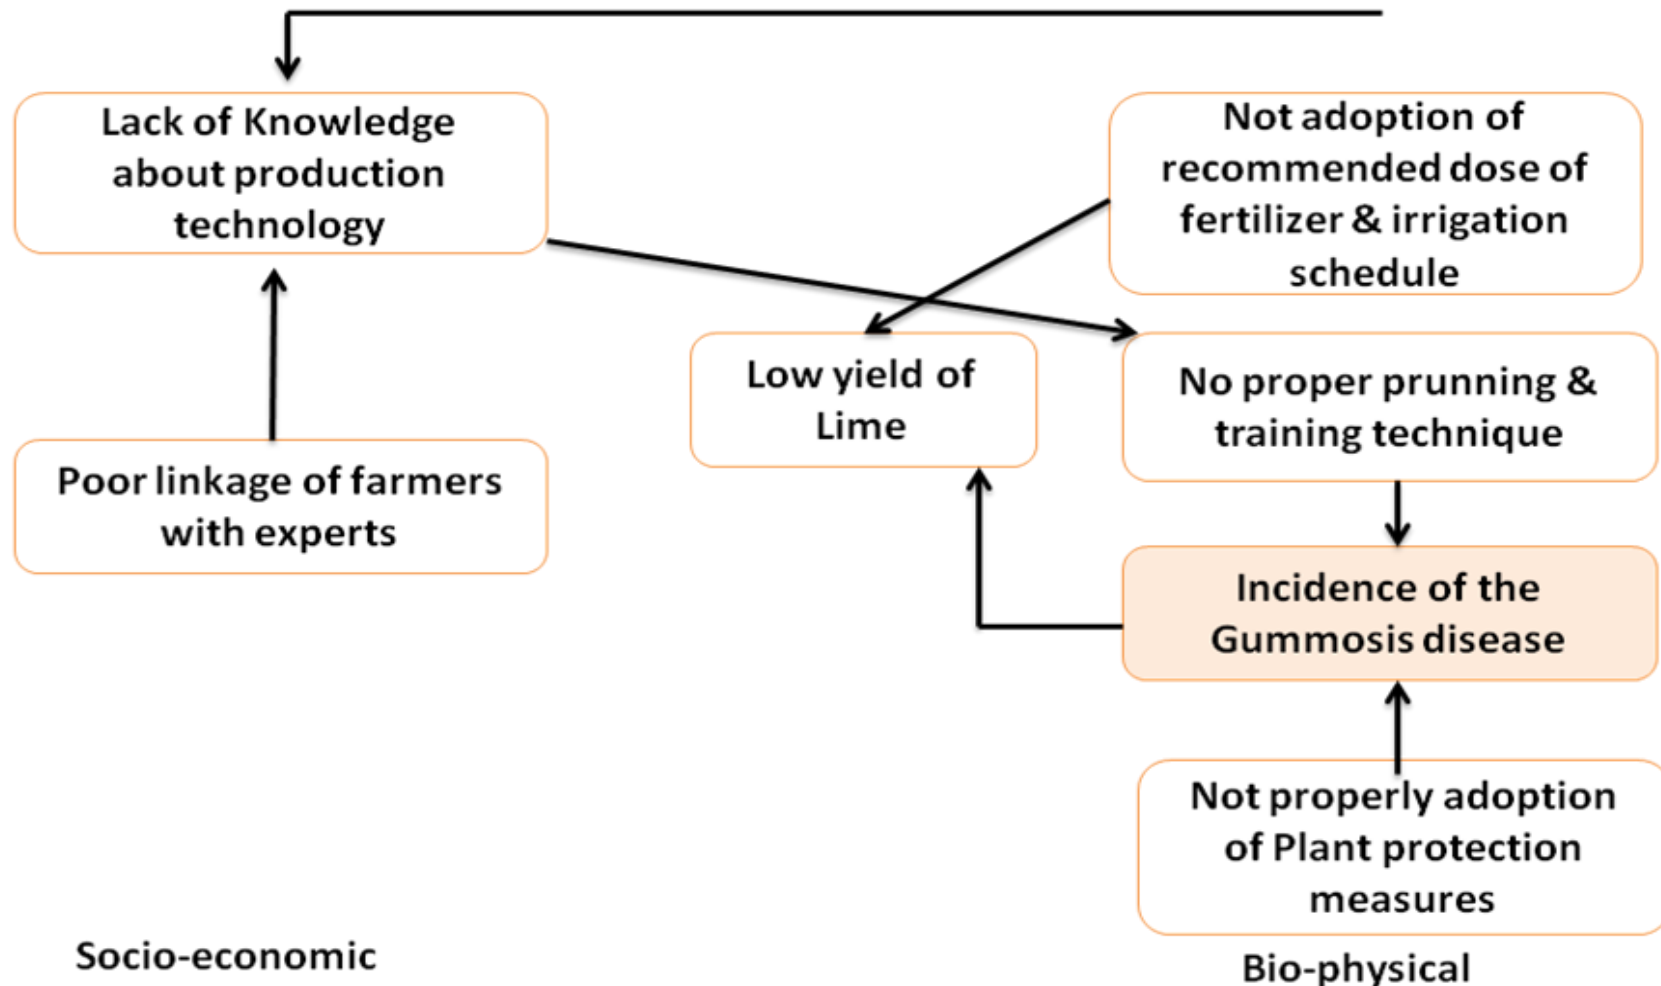 Lack of Knowledge
about production
technology
Not adoption of
recommended dose of
fertilizer & irrigation
schedule
Low yield of
Lime
No proper prunning &
training technique
Poor linkage of farmers
with experts
Incidence of the
Gummosis disease
Not properly adoption
of Plant protection
measures
Socio-economic
Bio-physical